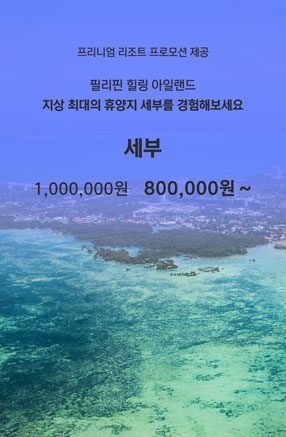 프리니엄 리조트 프로모션 제공
필리핀 힐링 아일랜드
지상 최대의 휴양지 세부를 경험해보세요
세부
1,000,000원 800,000원 ~